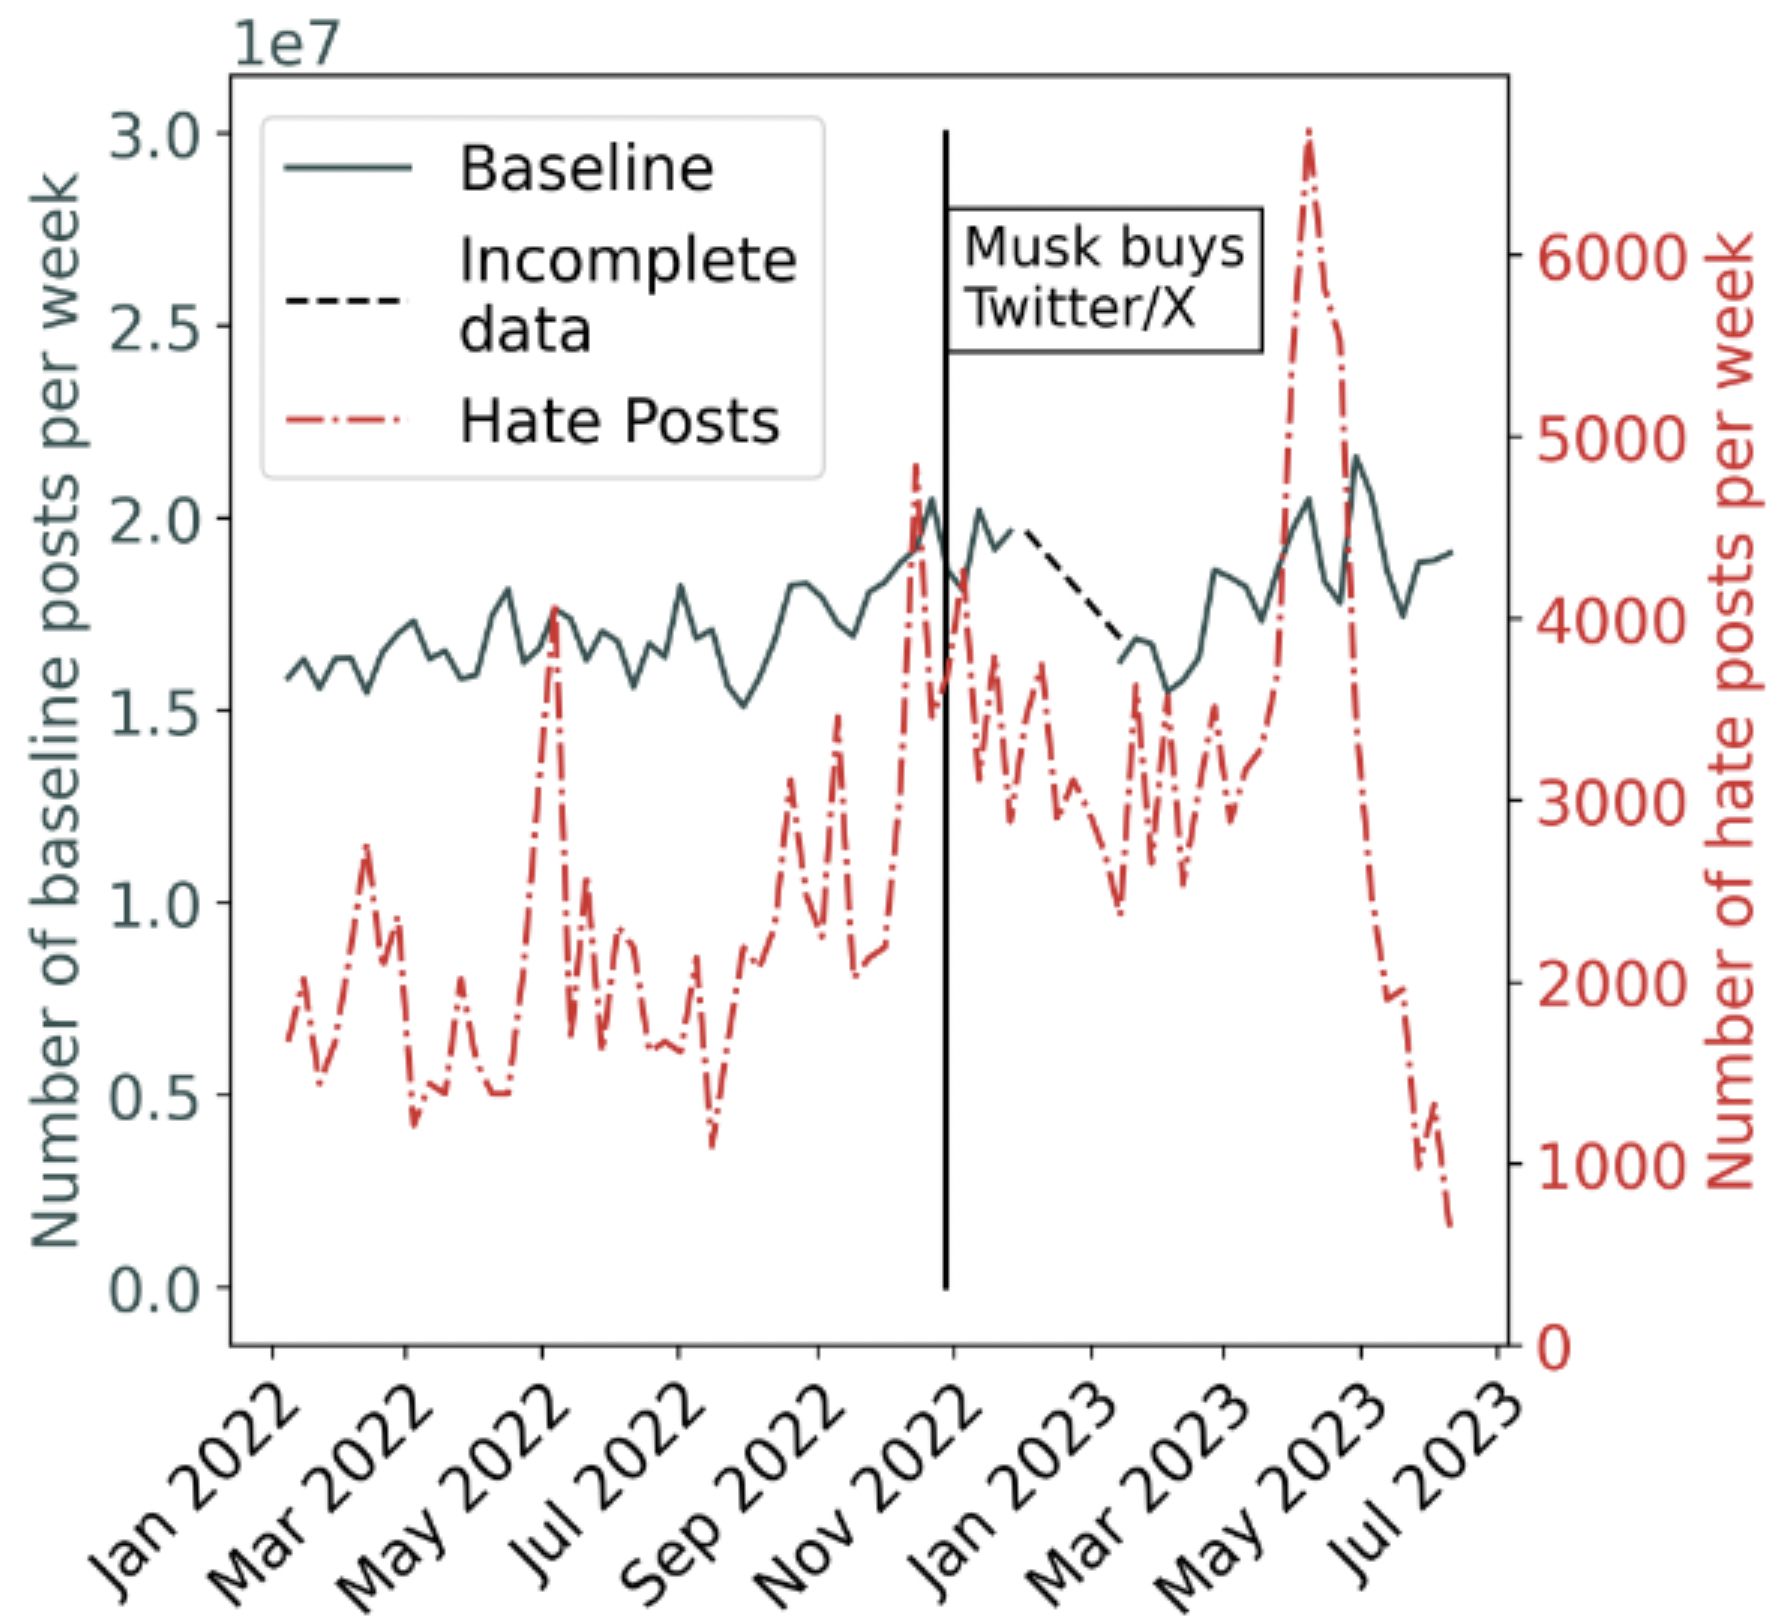 1e7
3.0
2.5
2.0
1.5
1.0
0.5
0.0
Number of baseline posts per week
Baseline
Incomplete
data
Hate Posts
Musk buys
Twitter/X
6000
5000
4000
3000
2000
1000
0
Number of hate posts per week
Jan 2022
Mar 2022
May 2022
Jul 2022
Sep 2022
Nov 2022
Jan 2023
Mar 2023
May 2023
Jul 2023